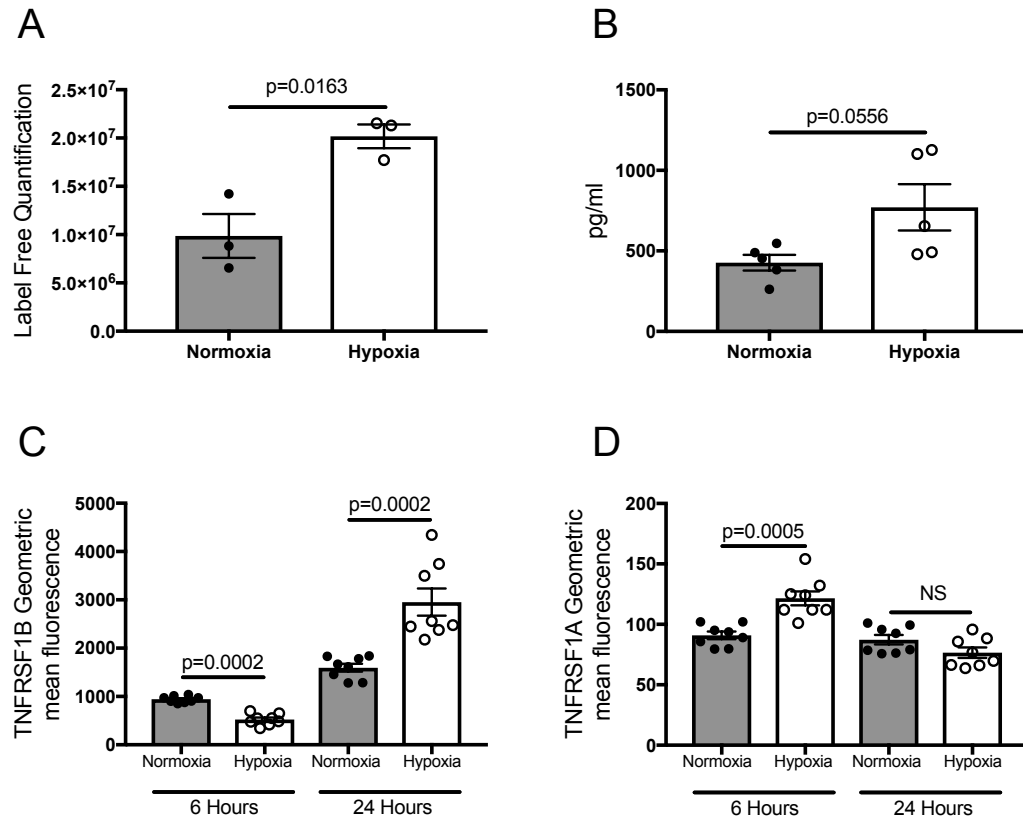 A
Label Free Quantification
2.5×10⁷
2.0×10⁷
1.5×10⁷
1.0×10⁷
5.0×10⁶
0.0
p=0.0163
Normoxia Hypoxia
B
pg/ml
1500
1000
500
0
p=0.0556
Normoxia Hypoxia
C
TNFRSF1B Geometric
mean fluorescence
5000
4000
3000
2000
1000
0
p=0.0002
p=0.0002
Normoxia Hypoxia Normoxia Hypoxia
6 Hours 24 Hours
D
TNFRSF1A Geometric
mean fluorescence
200
150
100
50
0
p=0.0005
NS
Normoxia Hypoxia Normoxia Hypoxia
6 Hours 24 Hours